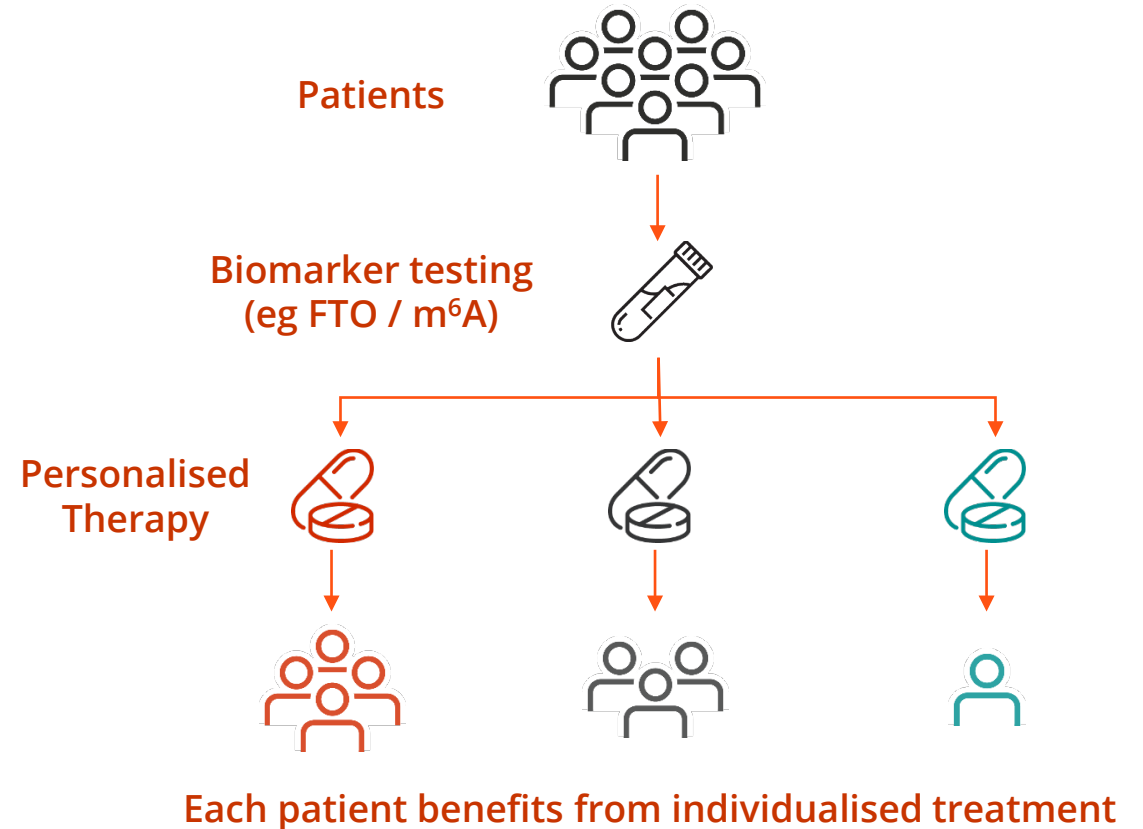 Patients
Biomarker testing
(eg FTO / m⁶A)
Personalised
Therapy
Each patient benefits from individualised treatment